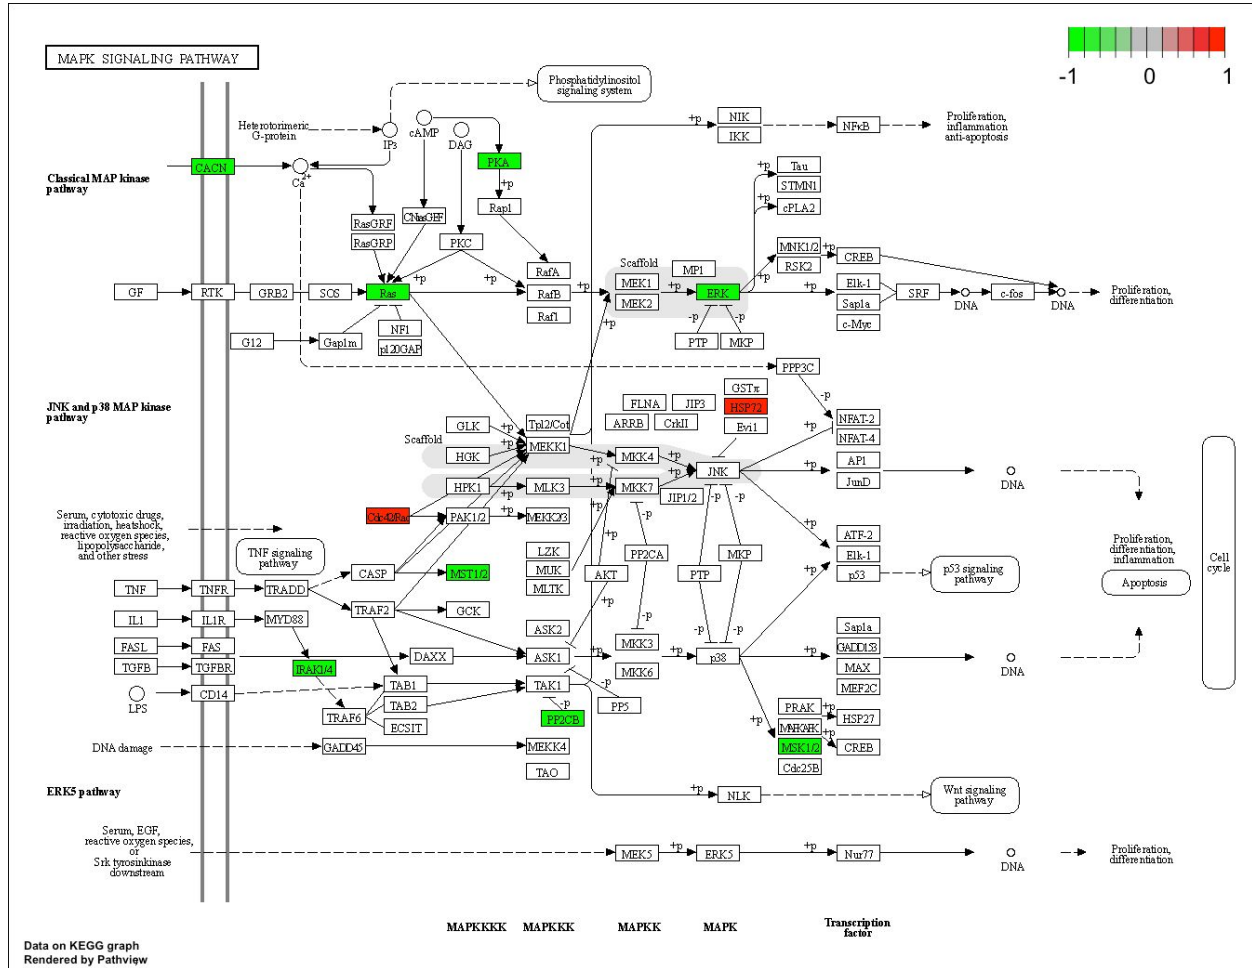 MAPK SIGNALING PATHWAY
-1
0
1
Phosphatidylinositol
signaling system
Heterotorimeric
G-protein
IP3
cAMP
DAG
PKA
+p
Rap1
NIK
IKK
+p
NFκB
Proliferation,
inflammation
anti-apoptosis
CACN
Ca2+
Classical MAP kinase
pathway
RasGRF
RasGRP
CNasGEF
PKC
Tau
STMN1
cPLA2
+p
+p
RafA
RafB
Raf1
Scaffold
MEK1
MEK2
MP1
MNK1/2
RSK2
+p
CREB
GF
RTK
GRB2
SOS
Ras
+p
+p
+p
+p
ERK
+p
+p
Elk-1
Sap1a
c-Myc
SRF
DNA
c-fos
DNA
Proliferation,
differentiation
G12
Gap1m
NF1
p120GAP
+p
-p
-p
PTP
MKP
PPP3C
-p
JNK and p38 MAP kinase
pathway
FLNA
JIP3
ARRB
CrkII
GSTπ
HSP72
Evi1
NFAT-2
NFAT-4
Scaffold
GLK
HGK
HPK1
+p
+p
+p
Tpl2/Cot
MEKK1
MLK3
+p
+p
MKK4
MKK7
+p
+p
JNK
JIP1/2
+p
+p
AP1
JunD
DNA
Cell
cycle
Serum, cytotoxic drugs,
irradiation, heatshock,
reactive oxygen species,
lipopolysaccharide,
and other stress
Cdc42/Rac
+p
PAK1/2
+p
MEKK2/3
+p
+p
-p
-p
-p
LZK
MUK
MLTK
PP2CA
AKT
PTP
MKP
ATF-2
Elk-1
p53
+p
p53 signaling
pathway
Proliferation,
differentiation,
inflammation
Apoptosis
TNF signaling
pathway
CASP
MST1/2
TNF
TNFR
TRADD
TRAF2
GCK
+p
IL1
IL1R
MYD88
ASK2
-p
-p
-p
MKK3
MKK6
FASL
FAS
TGFB
TGFBR
DAXX
ASK1
+p
+p
p38
+p
Sap1a
GADD153
MAX
MEF2C
DNA
IRAK1/4
LPS
CD14
TAB1
TAB2
ECSIT
TRAF6
TAK1
-p
-p
PP2CB
PP5
+p
PRAK
MAPKAPK
MSK1/2
Cdc25B
+p
+p
HSP27
CREB
DNA damage
GADD45
MEKK4
TAO
ERK5 pathway
+p
NLK
Wnt signaling
pathway
Serum, EGF,
reactive oxygen species,
or
Srk tyrosinkinase
downstream
MEK5
+p
ERK5
+p
Nur77
DNA
Proliferation,
differentiation
MAPKKKK
MAPKKK
MAPKK
MAPK
Transcription
factor
Data on KEGG graph
Rendered by Pathview